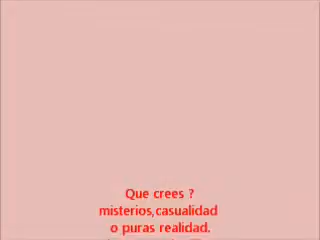 Que crees ?
misterios,casualidad
o puras realidad.